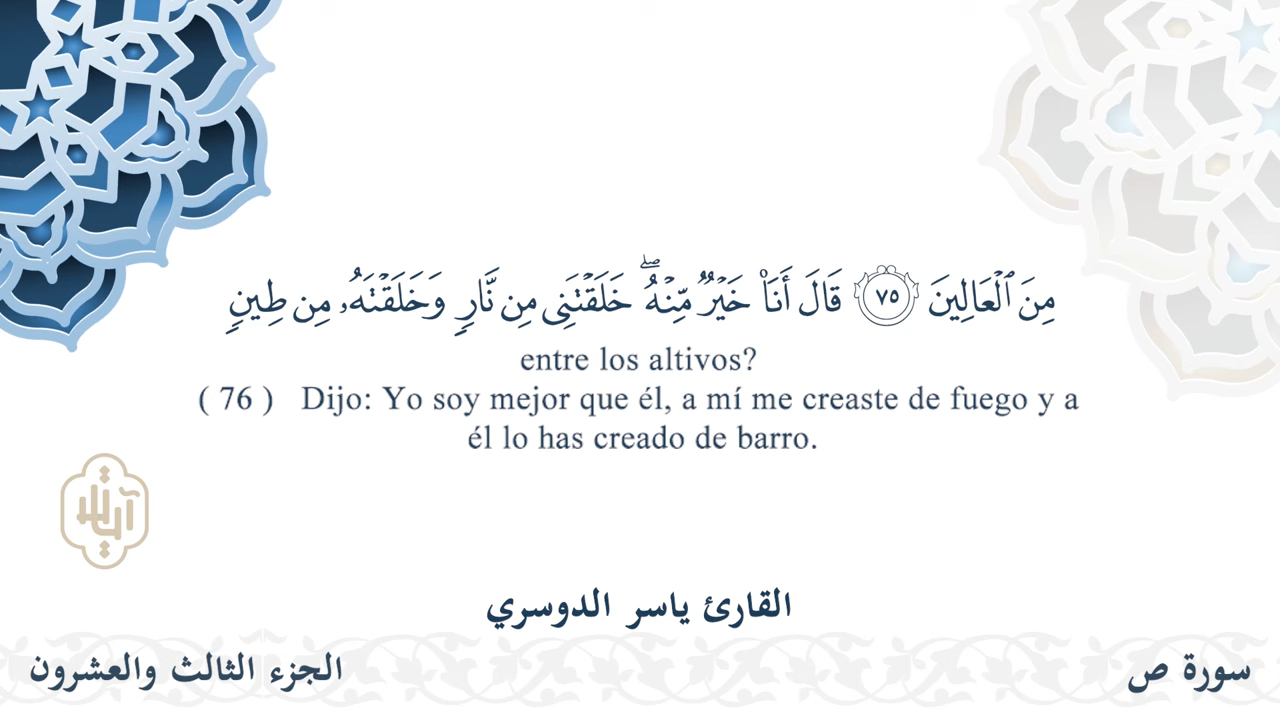 مِنَ ٱلْعَالِينَ ٧٥ قَالَ أَنَا۠ خَيْرٌۭ مِّنْهُ ۖ خَلَقْتَنِى مِن نَّارٍۢ وَخَلَقْتَهُۥ مِن طِينٍۢ
entre los altivos?
( 76 ) Dijo: Yo soy mejor que él, a mí me creaste de fuego y a
él lo has creado de barro.
آيات
القارئ ياسر الدوسري
سورة ص
الجزء الثالث والعشرون